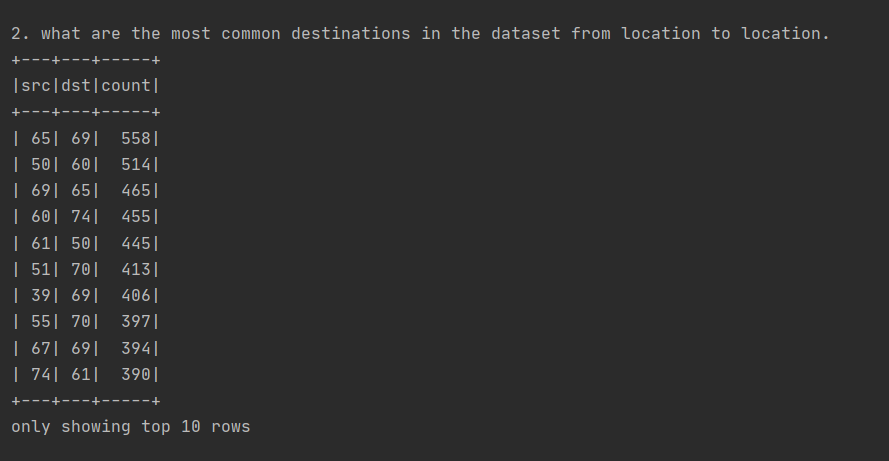 2. what are the most common destinations in the dataset from location to location.
+---+---+-----+
|src|dst|count|
+---+---+-----+
| 65| 69|  558|
| 50| 60|  514|
| 69| 65|  465|
| 60| 74|  455|
| 61| 50|  445|
| 51| 70|  413|
| 39| 69|  406|
| 55| 70|  397|
| 67| 69|  394|
| 74| 61|  390|
+---+---+-----+
only showing top 10 rows